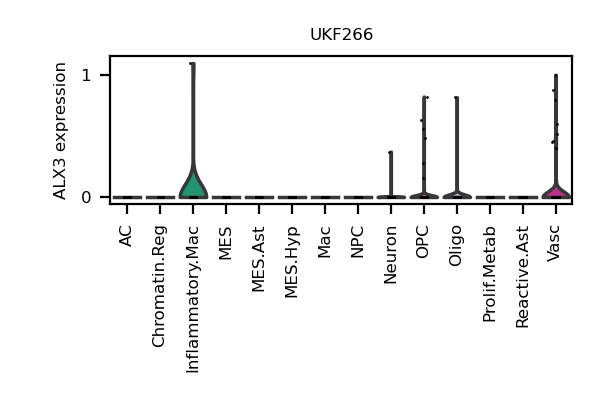 UKF266
ALX3 expression
1
0
AC
Chromatin.Reg
Inflammatory.Mac
MES
MES.Ast
MES.Hyp
Mac
NPC
Neuron
OPC
Oligo
Prolif.Metab
Reactive.Ast
Vasc